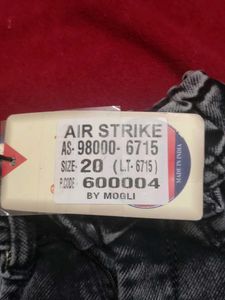 AIR STRIKE
AS- 98000- 6715
SIZE- 20 ( L.T- 6715 )
P.CODE- 600004
BY MOGLI
MADE IN INDIA